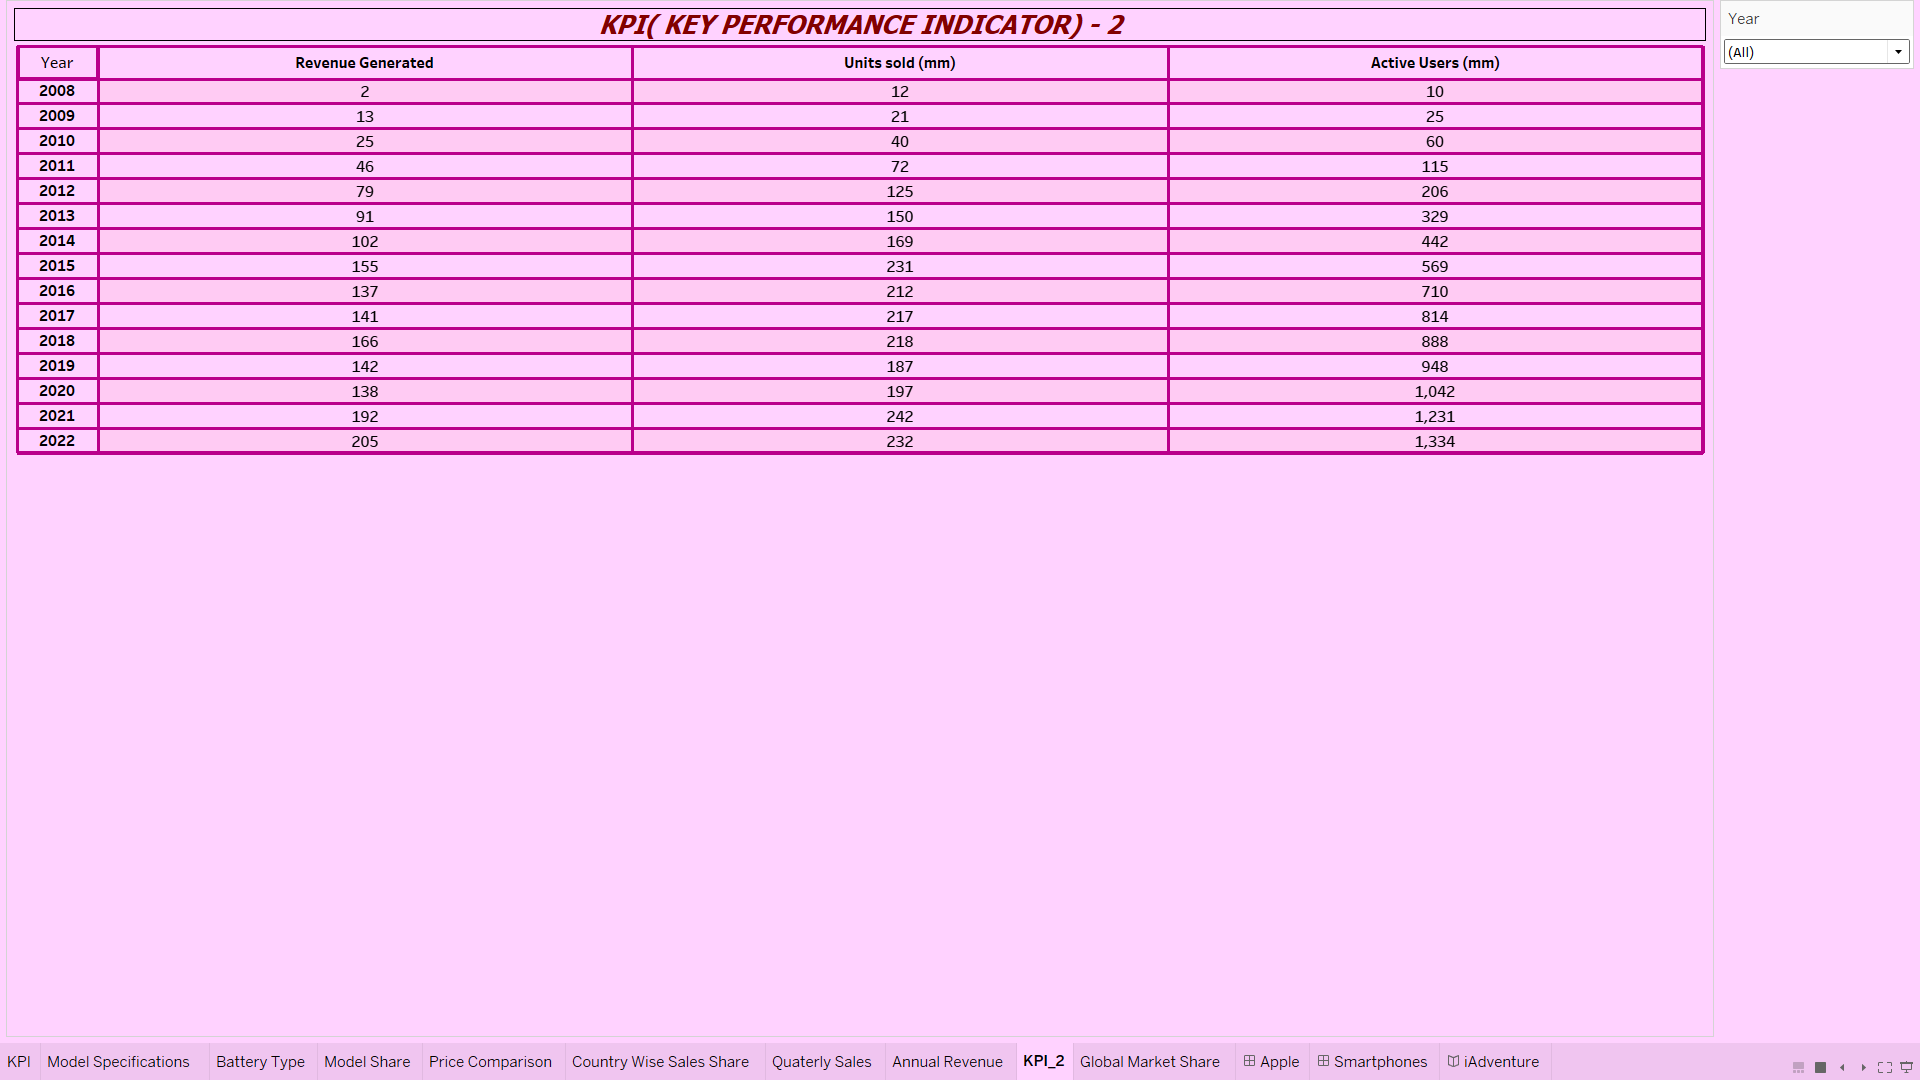 KPI( KEY PERFORMANCE INDICATOR) - 2
Year
(All)
Year Revenue Generated Units sold (mm) Active Users (mm)
2008 2 12 10
2009 13 21 25
2010 25 40 60
2011 46 72 115
2012 79 125 206
2013 91 150 329
2014 102 169 442
2015 155 231 569
2016 137 212 710
2017 141 217 814
2018 166 218 888
2019 142 187 948
2020 138 197 1,042
2021 192 242 1,231
2022 205 232 1,334
KPI Model Specifications Battery Type Model Share Price Comparison Country Wise Sales Share Quaterly Sales Annual Revenue KPI_2 Global Market Share Apple Smartphones iAdventure